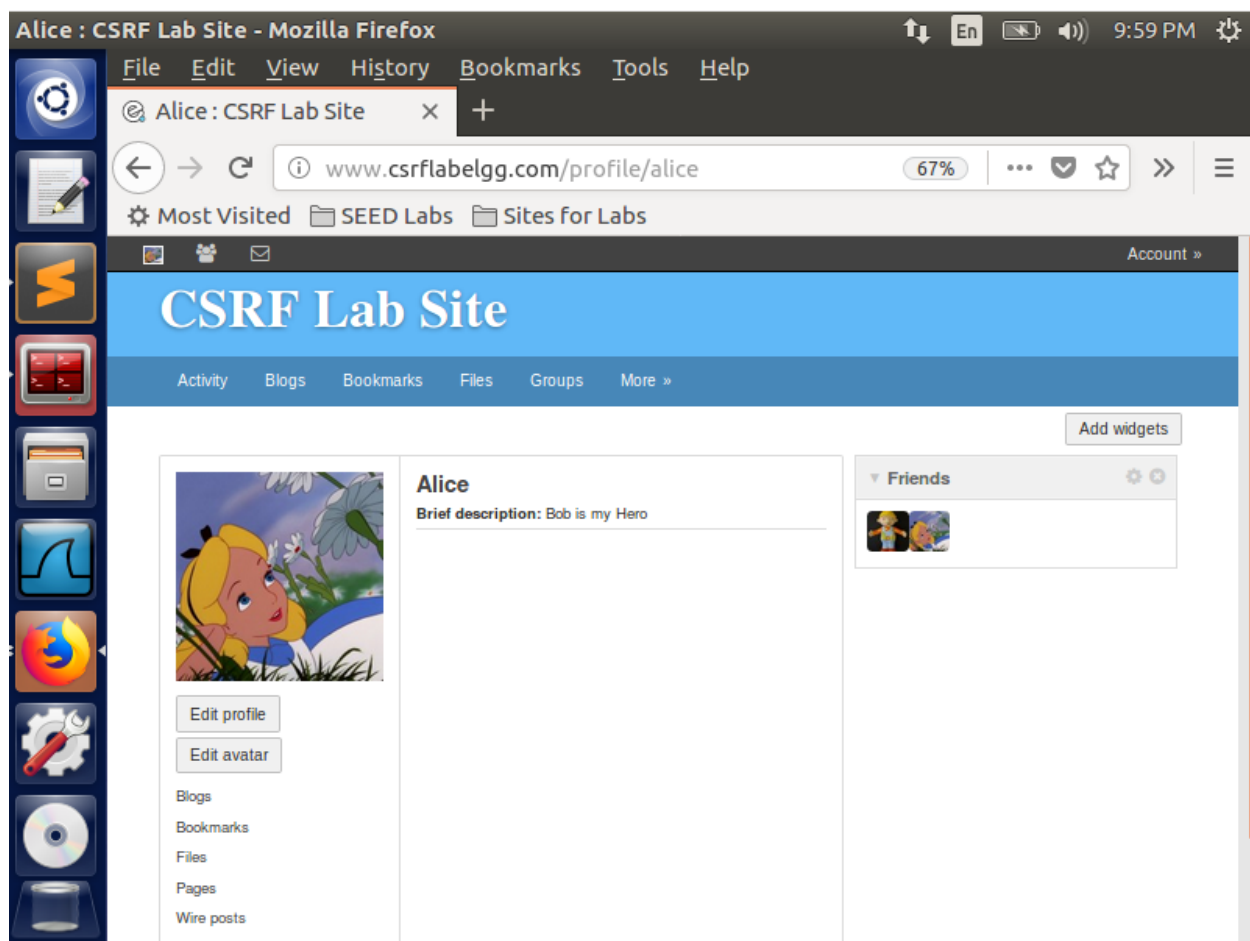 Alice : CSRF Lab Site - Mozilla Firefox En 9:59 PM
File Edit View History Bookmarks Tools Help
Alice : CSRF Lab Site
www.csrflabelgg.com/profile/alice 67%
Most Visited SEED Labs Sites for Labs
Account »
CSRF Lab Site
Activity Blogs Bookmarks Files Groups More »
Add widgets
Alice
Brief description: Bob is my Hero
Friends
Edit profile
Edit avatar
Blogs
Bookmarks
Files
Pages
Wire posts